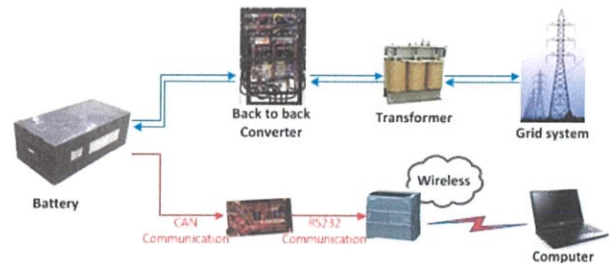 Back to back
Converter
Transformer
Grid system
Battery
Wireless
CAN
Communication
RS232
Communication
Computer